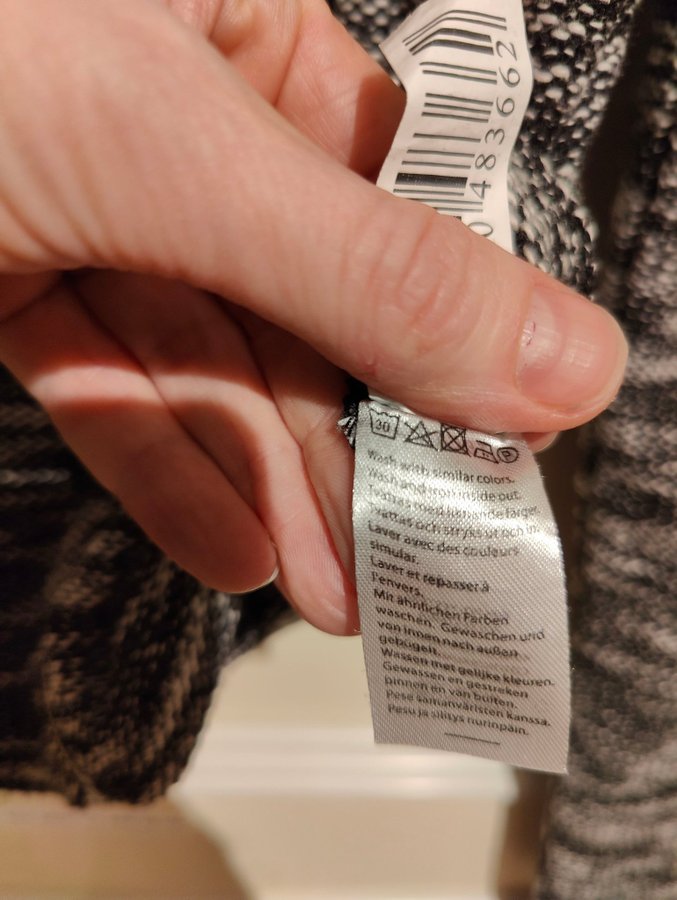 0 483662
30
P
Wash with similar colors.
Wash and iron inside out.
Tvättas med liknande färger.
Tvättas och stryks ut och in.
Laver avec des couleurs
simular.
Laver et repasser à
l'envers.
Mit ähnlichen Farben
waschen. Gewaschen und
von innen nach außen
gebügelt.
Wassen met gelijke kleuren.
Gewassen en gestreken
binnen en van buiten.
Pese samanväristen kanssa.
Pesu ja silitys nurinpäin.